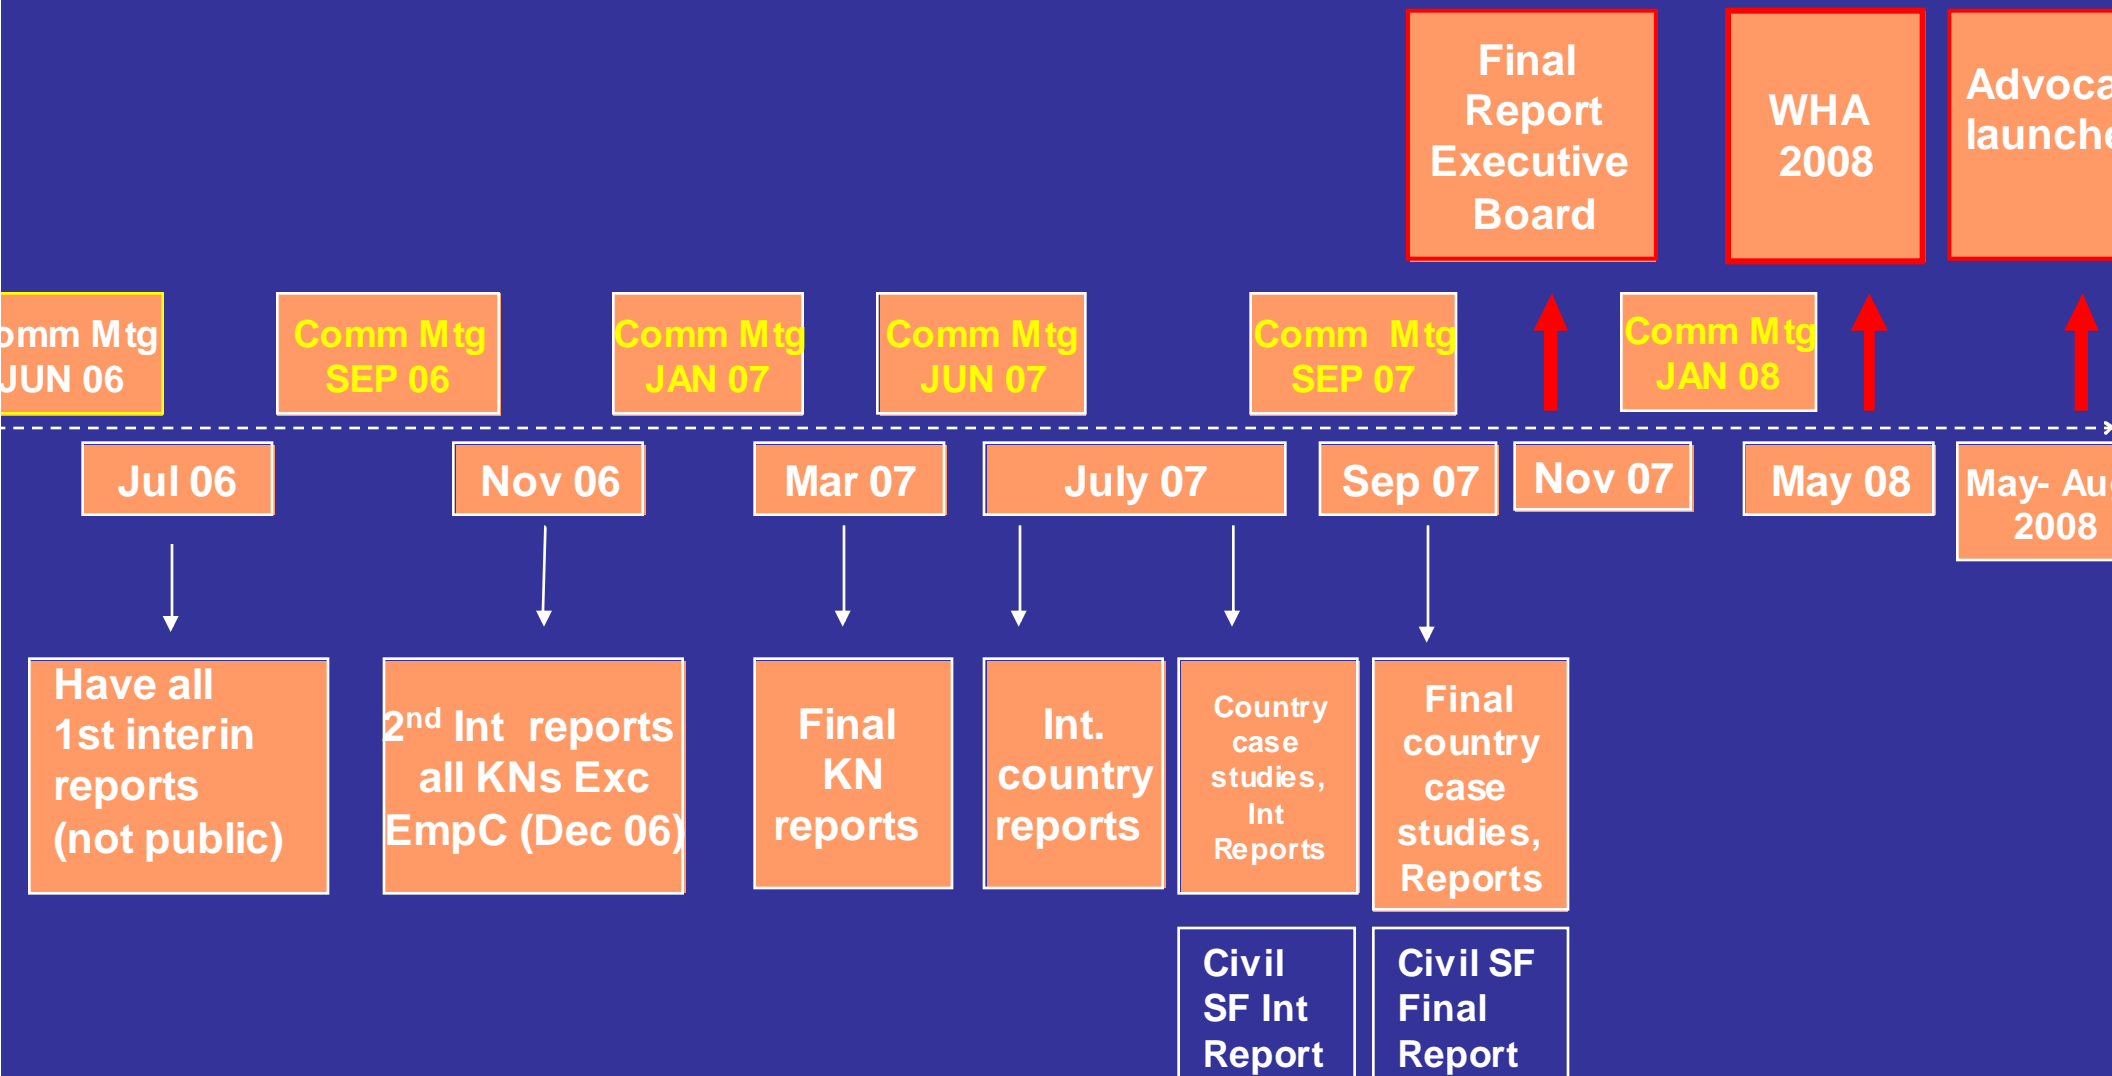 Final
Report
Executive
Board
WHA
2008
Advoca
launche
omm Mtg
JUN 06
Comm Mtg
SEP 06
Comm Mtg
JAN 07
Comm Mtg
JUN 07
Comm Mtg
SEP 07
Comm Mtg
JAN 08
Jul 06
Nov 06
Mar 07
July 07
Sep 07
Nov 07
May 08
May- Aug
2008
Have all
1st interin
reports
(not public)
2nd Int reports
all KNs Exc
EmpC (Dec 06)
Final
KN
reports
Int.
country
reports
Country
case
studies,
Int
Reports
Final
country
case
studies,
Reports
Civil
SF Int
Report
Civil SF
Final
Report